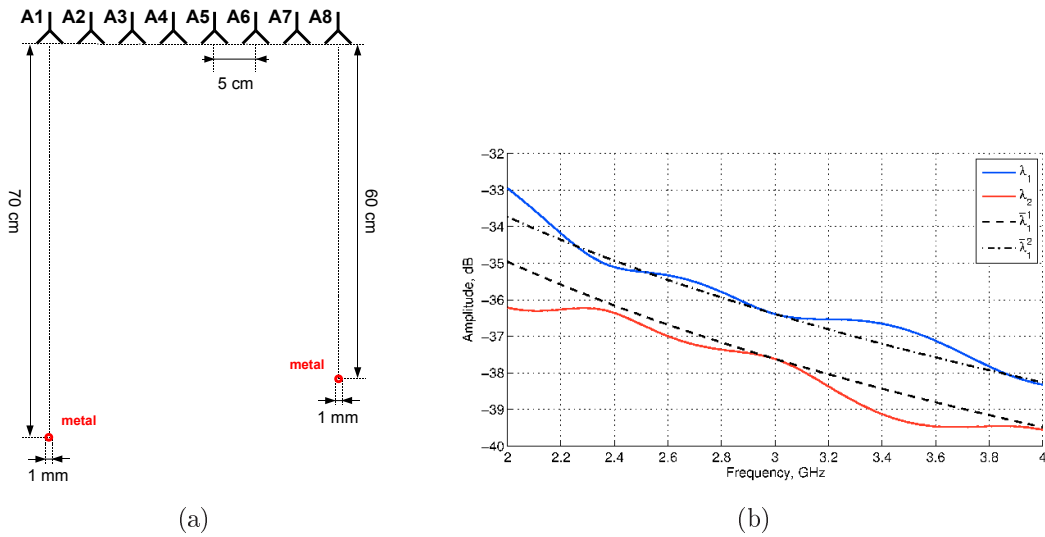 A1 A2 A3 A4 A5 A6 A7 A8
5 cm
70 cm
60 cm
metal
1 mm
metal
1 mm
(a)
−32
−33
−34
−35
−36
−37
−38
−39
−40
Amplitude, dB
2 2.2 2.4 2.6 2.8 3 3.2 3.4 3.6 3.8 4
Frequency, GHz
λ₁
λ₂
λ̄₁¹
λ̄₁²
(b)